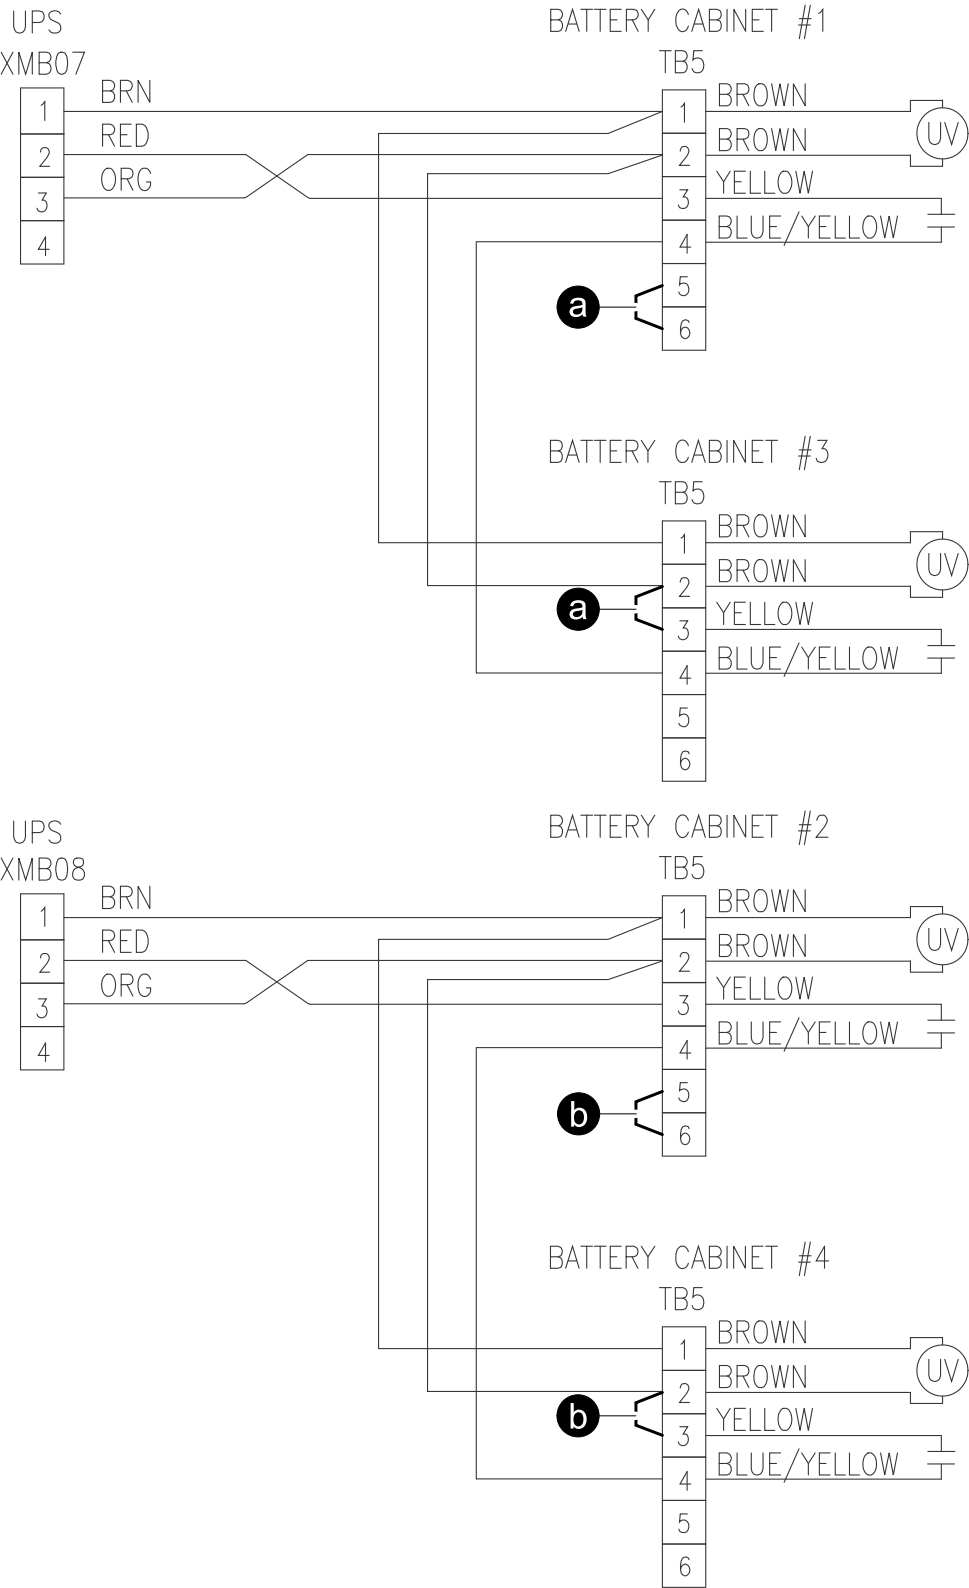 UPS
XMB07
1
2
3
4
BRN
RED
ORG
BATTERY CABINET #1
TB5
1
2
3
4
5
6
BROWN
BROWN
YELLOW
BLUE/YELLOW
UV
a
BATTERY CABINET #3
TB5
1
2
3
4
5
6
BROWN
BROWN
YELLOW
BLUE/YELLOW
UV
a
UPS
XMB08
1
2
3
4
BRN
RED
ORG
BATTERY CABINET #2
TB5
1
2
3
4
5
6
BROWN
BROWN
YELLOW
BLUE/YELLOW
UV
b
BATTERY CABINET #4
TB5
1
2
3
4
5
6
BROWN
BROWN
YELLOW
BLUE/YELLOW
UV
b